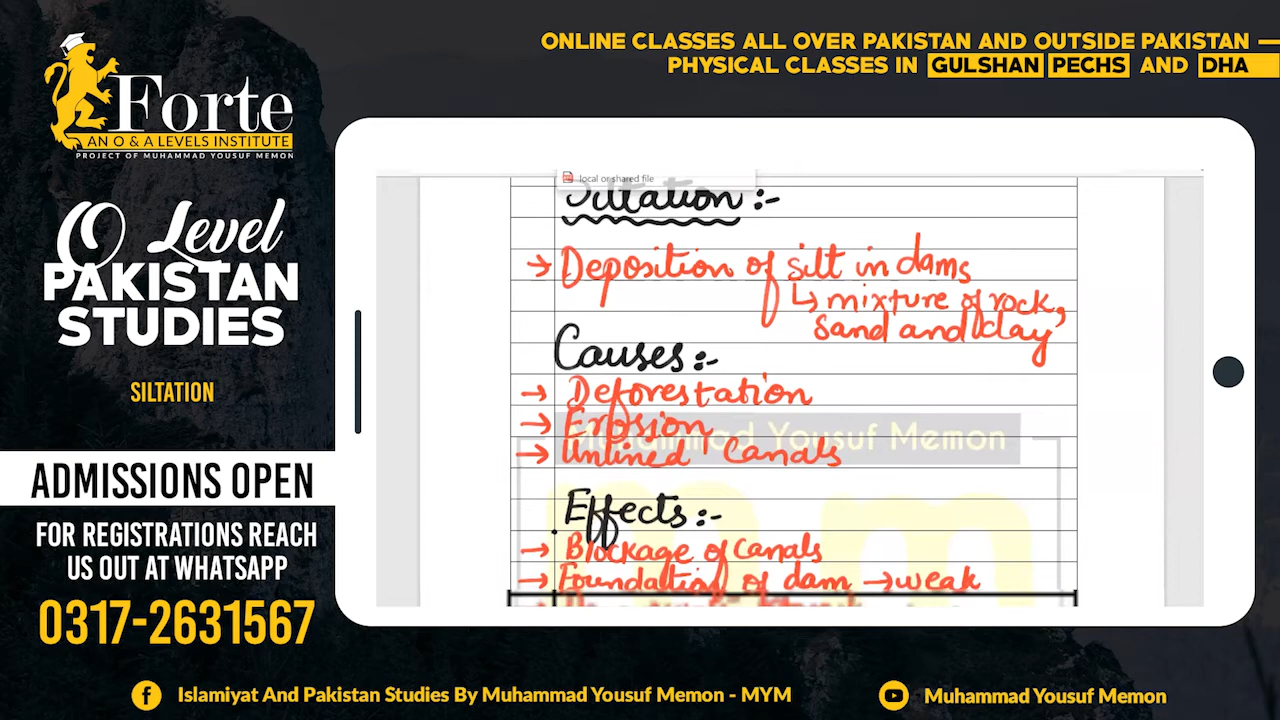 Forte
AN O & A LEVELS INSTITUTE
PROJECT OF MUHAMMAD YOUSUF MEMON
ONLINE CLASSES ALL OVER PAKISTAN AND OUTSIDE PAKISTAN
PHYSICAL CLASSES IN GULSHAN PECHS AND DHA
O Level
PAKISTAN
STUDIES
SILTATION
ADMISSIONS OPEN
FOR REGISTRATIONS REACH
US OUT AT WHATSAPP
0317-2631567
local or shared file
Siltation :-
→ Deposition of silt in dams
↳ mixture of rock,
sand and clay
Causes :-
→ Deforestation
→ Erosion
Muhammad Yousuf Memon
→ Unlined Canals
Effects :-
→ Blockage of Canals
→ Foundation of dam → weak
Islamiyat And Pakistan Studies By Muhammad Yousuf Memon - MYM
Muhammad Yousuf Memon